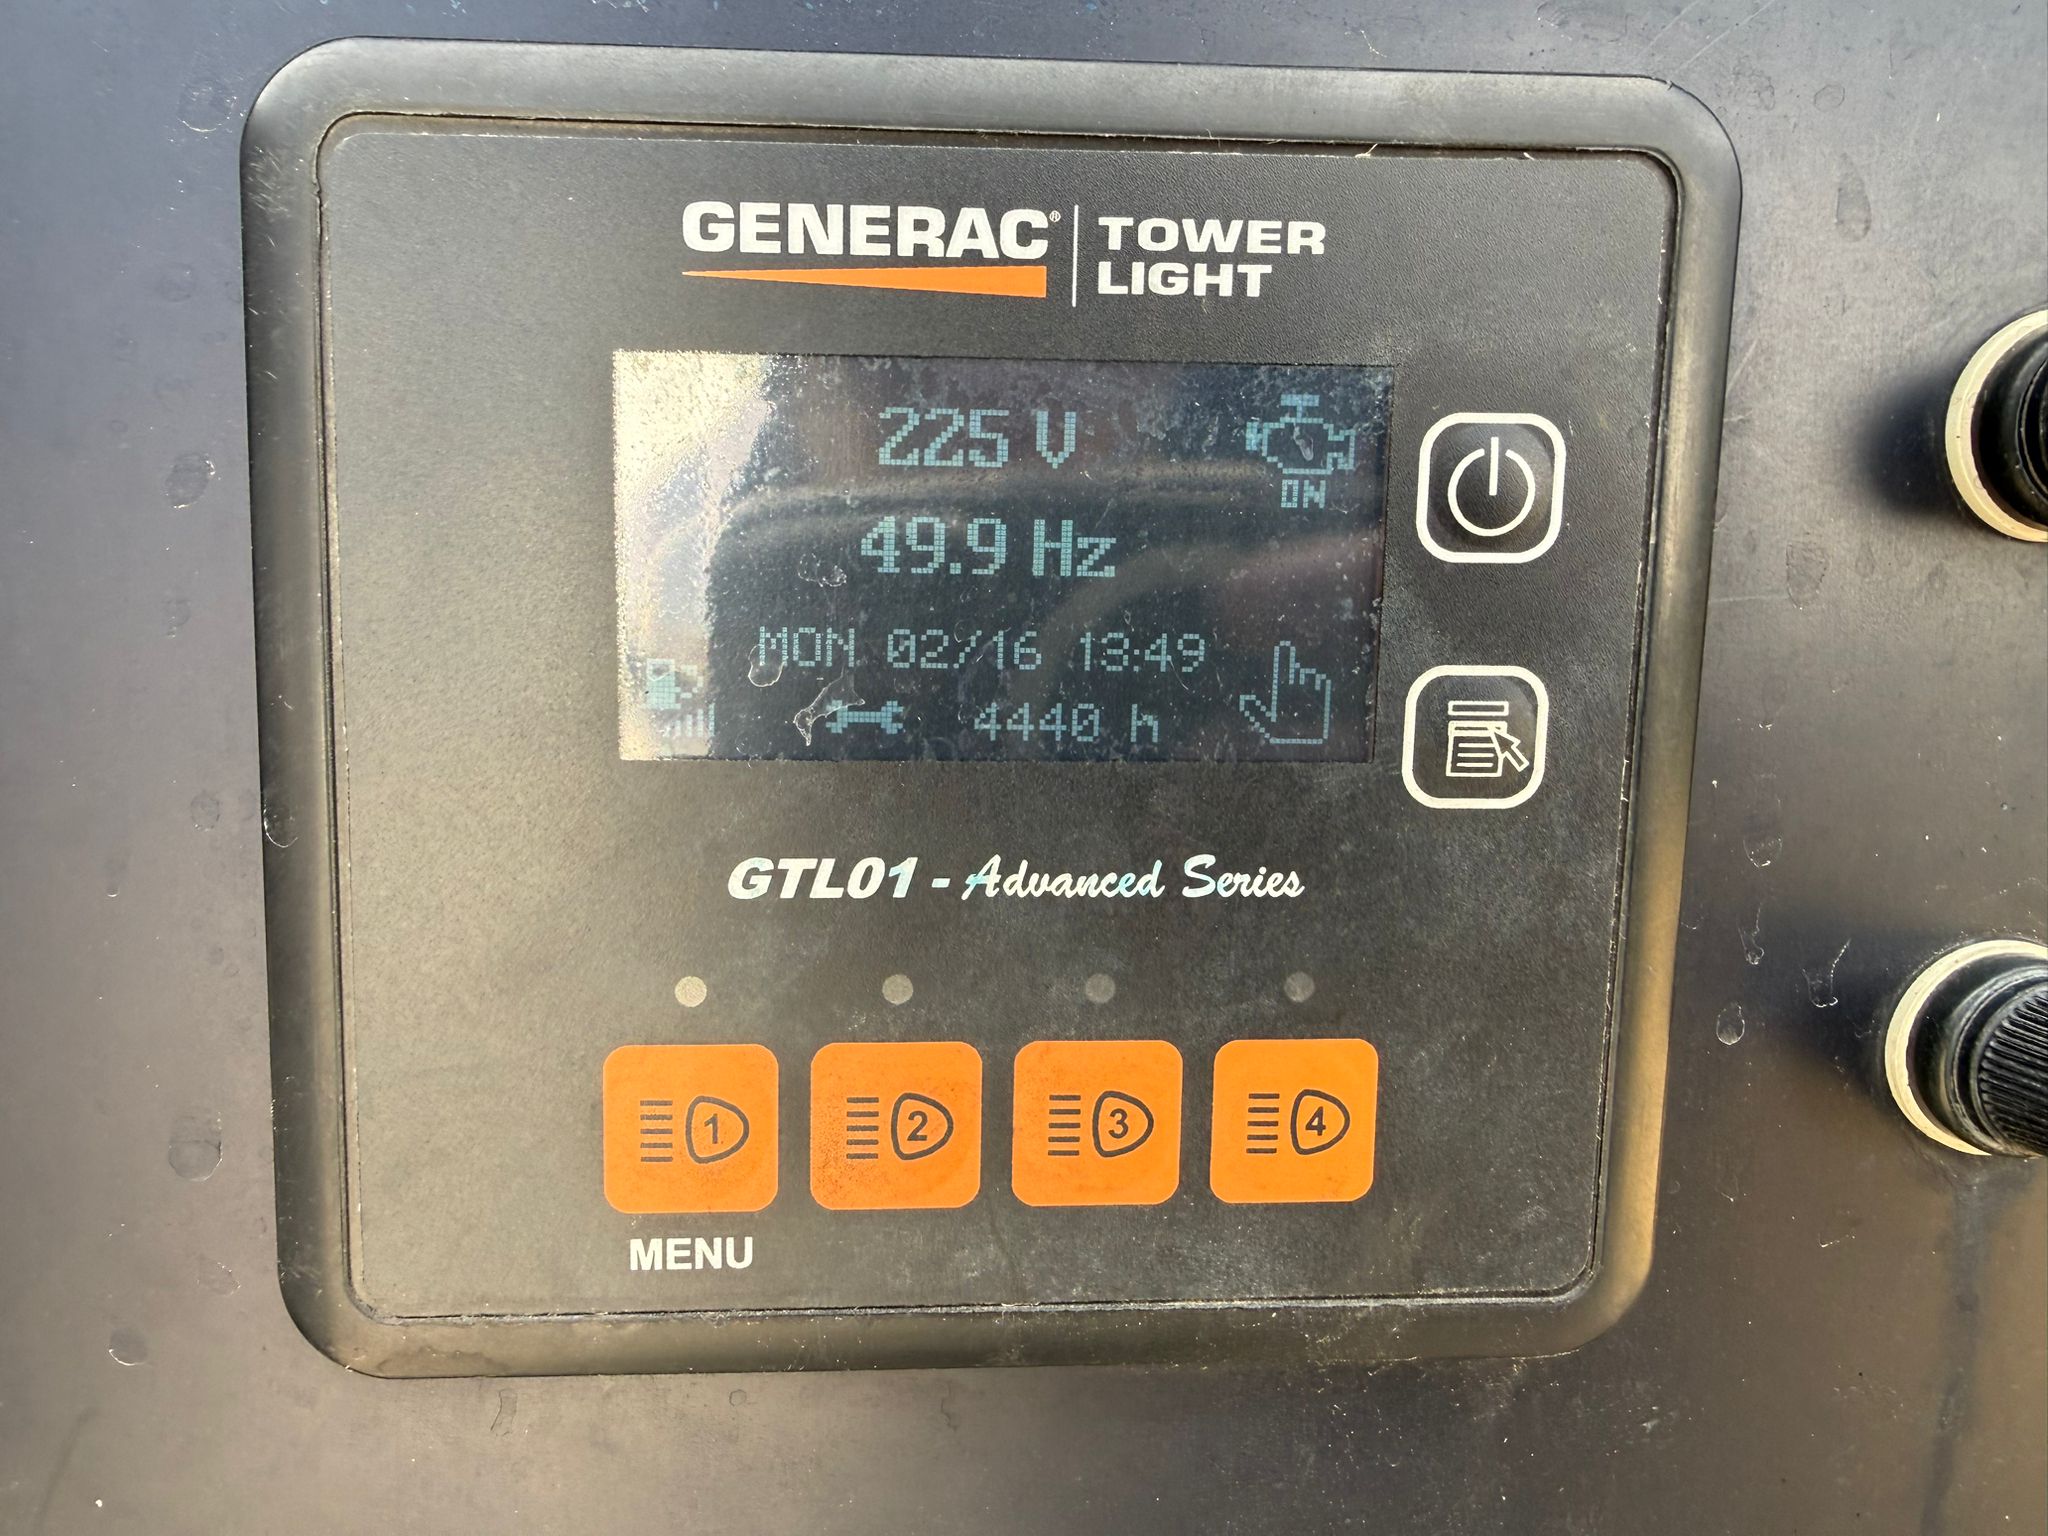 GENERAC®
TOWER
LIGHT
225 V
ON
49.9 Hz
MON 02/16 13:49
4440 h
GTL01 - Advanced Series
1 2 3 4
MENU